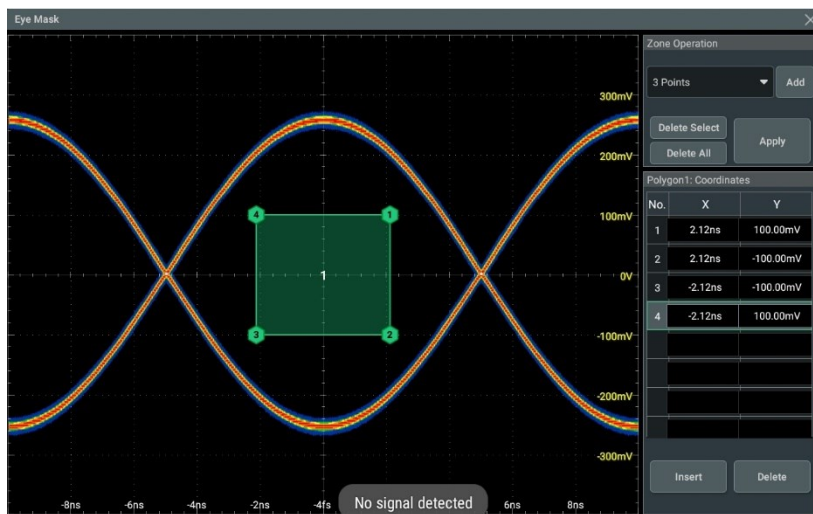 Eye Mask
Zone Operation
3 Points
Add
Delete Select
Delete All
Apply
Polygon1: Coordinates
No. X Y
1 2.12ns 100.00mV
2 2.12ns -100.00mV
3 -2.12ns -100.00mV
4 -2.12ns 100.00mV
Insert
Delete
300mV
200mV
100mV
0V
-100mV
-200mV
-300mV
4
1
1
3
2
-8ns -6ns -4ns -2ns -4fs 6ns 8ns
No signal detected